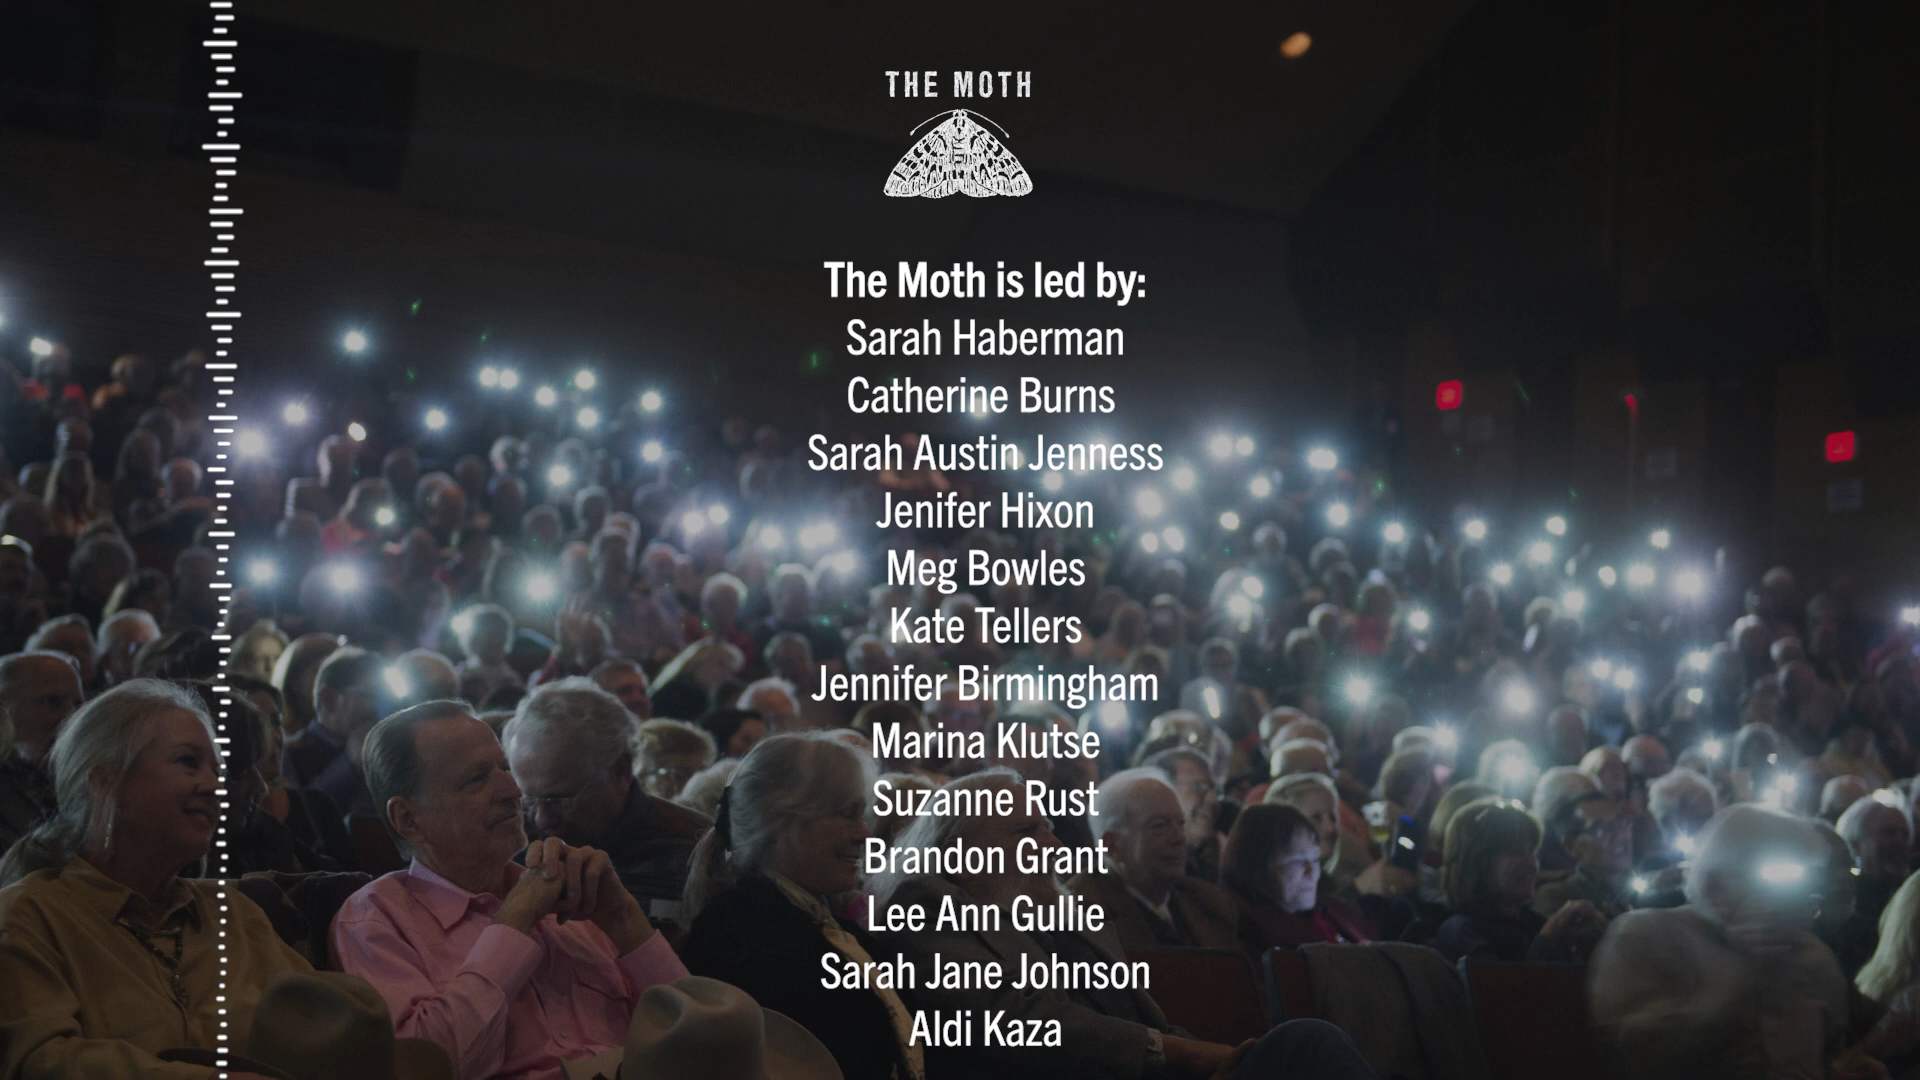 THE MOTH
The Moth is led by:
Sarah Haberman
Catherine Burns
Sarah Austin Jenness
Jenifer Hixon
Meg Bowles
Kate Tellers
Jennifer Birmingham
Marina Klutse
Suzanne Rust
Brandon Grant
Lee Ann Gullie
Sarah Jane Johnson
Aldi Kaza